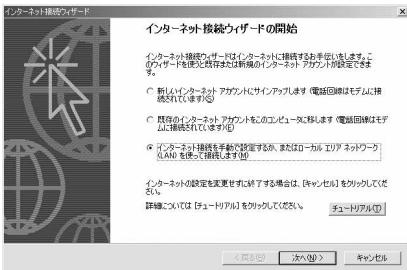 インターネット接続ウィザード
インターネット接続ウィザードの開始
インターネット接続ウィザードはインターネットに接続するお手伝いをします。こ
のウィザードを使うと既存または新規のインターネット アカウントが設定できま
す。
新しいインターネット アカウントにサインアップします (電話回線はモデムに接
続されています)(S)
既存のインターネット アカウントをこのコンピュータに移します (電話回線はモデ
ムに接続されています)(E)
インターネット接続を手動で設定するか、またはローカル エリア ネットワーク
(LAN) を使って接続します(M)
インターネットの設定を変更せずに終了する場合は、[キャンセル] をクリックしてくだ
さい。
詳細については [チュートリアル] をクリックしてください。
チュートリアル(T)
< 戻る(B)
次へ(N) >
キャンセル